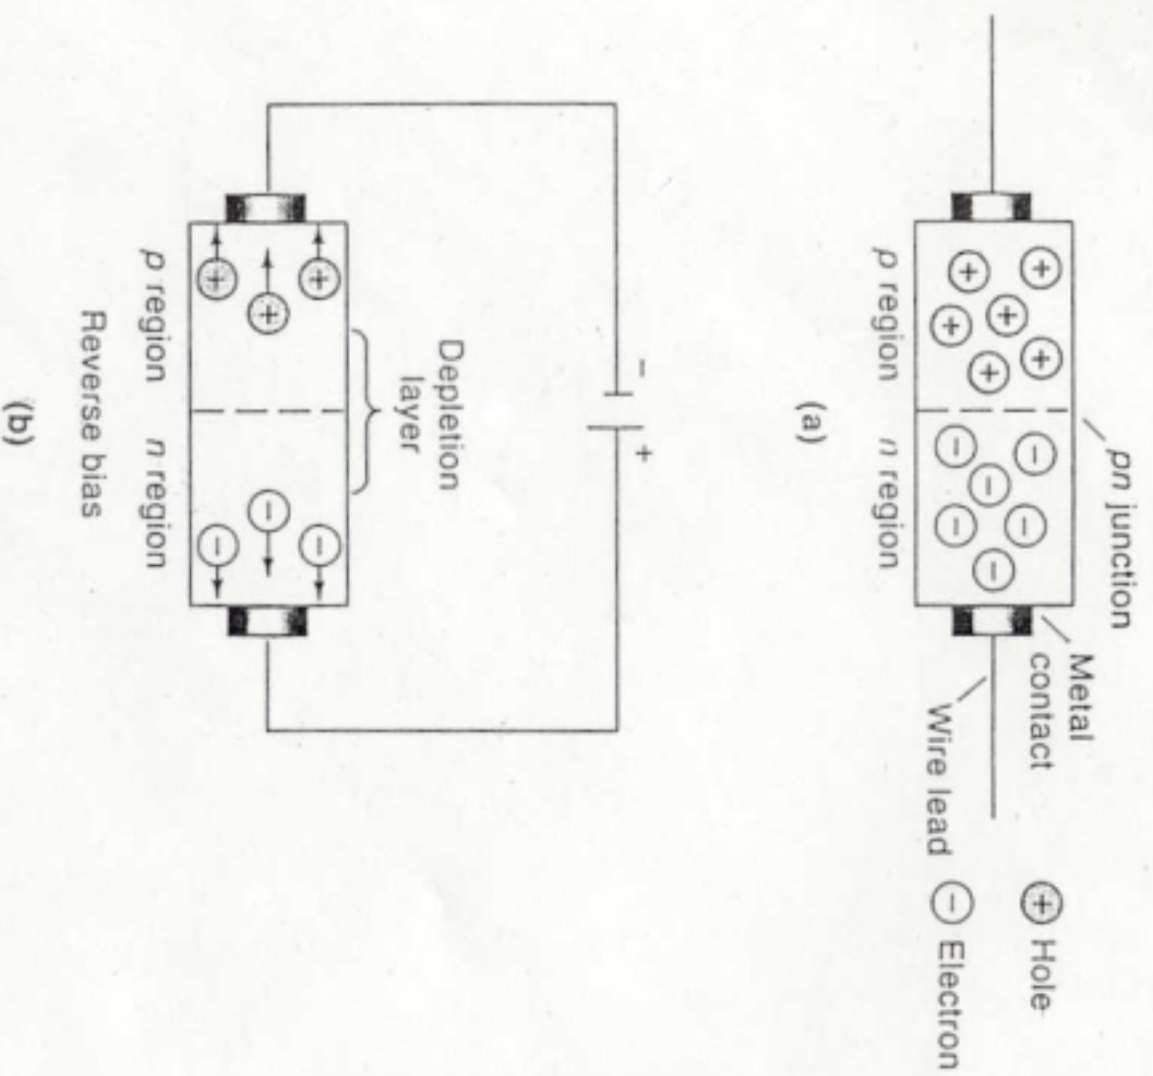 pn junction
Metal
contact
Wire lead
+ Hole
− Electron
p region n region
(a)
− +
Depletion
layer
p region n region
Reverse bias
(b)